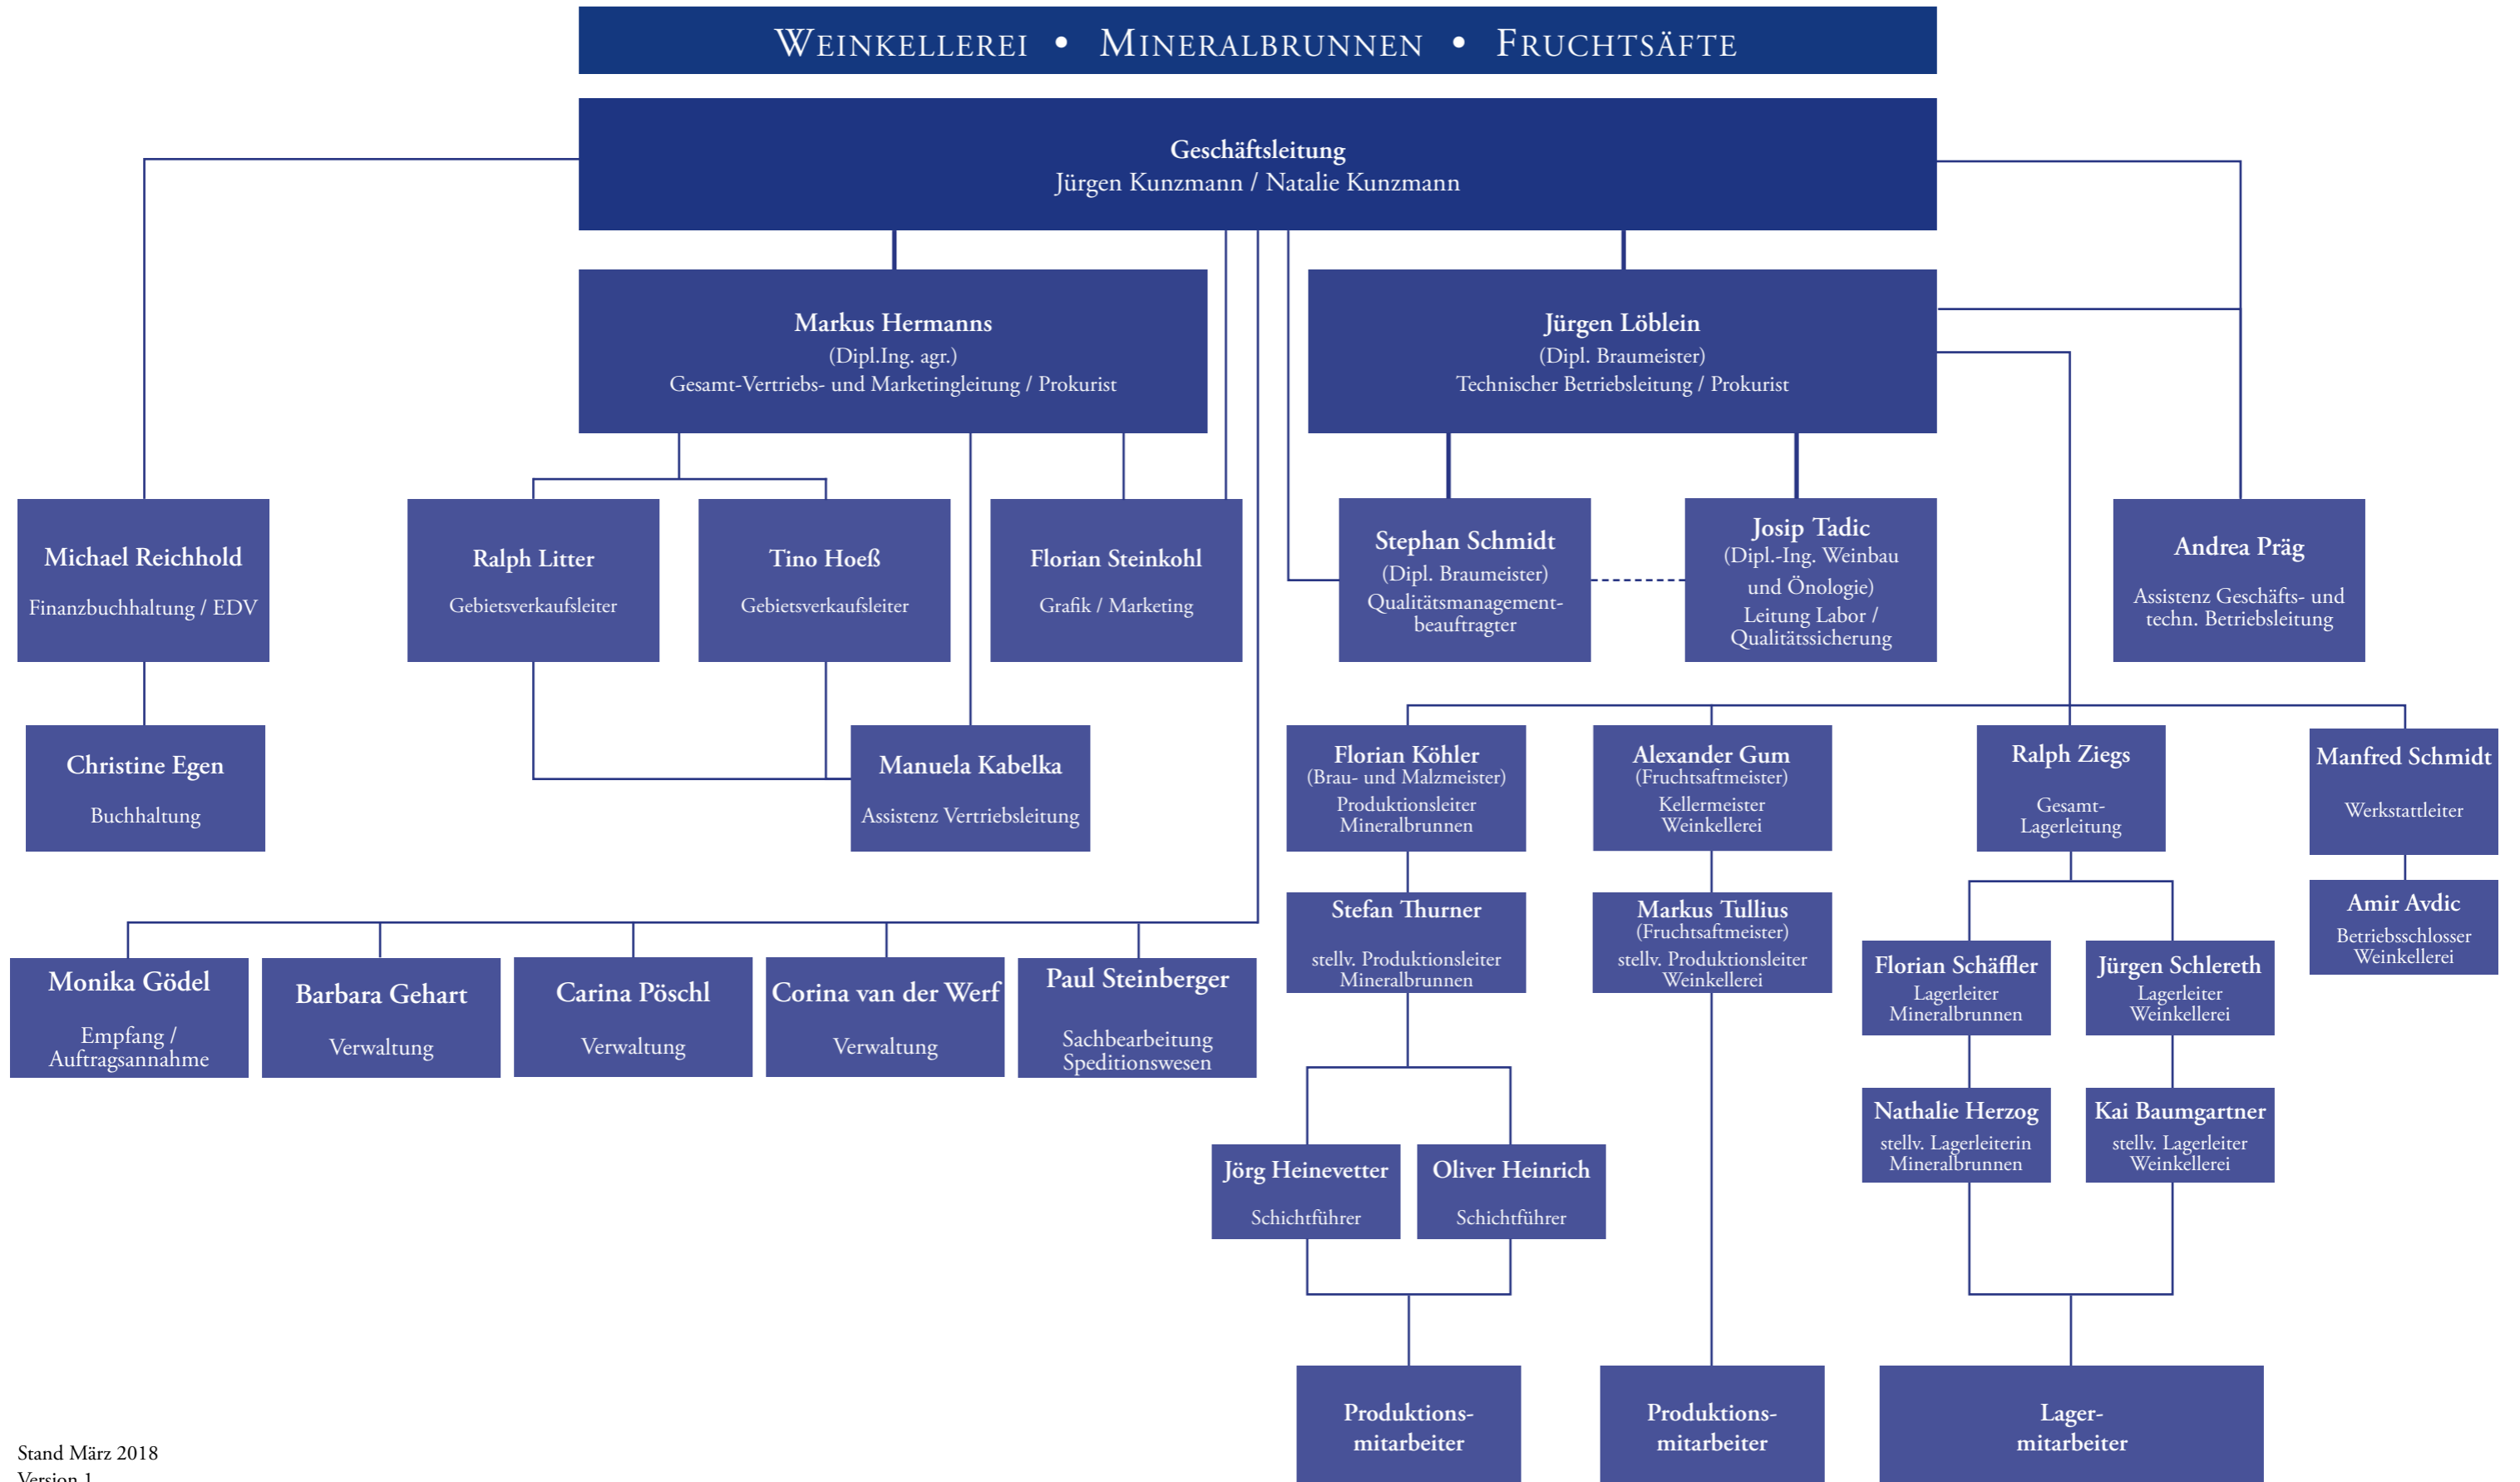 WEINKELLEREI • MINERALBRUNNEN • FRUCHTSÄFTE
Geschäftsleitung
Jürgen Kunzmann / Natalie Kunzmann
Markus Hermanns
(Dipl.Ing. agr.)
Gesamt-Vertriebs- und Marketingleitung / Prokurist
Jürgen Löblein
(Dipl. Braumeister)
Technischer Betriebsleitung / Prokurist
Michael Reichhold
Finanzbuchhaltung / EDV
Ralph Litter
Gebietsverkaufsleiter
Tino Hoeß
Gebietsverkaufsleiter
Florian Steinkohl
Grafik / Marketing
Stephan Schmidt
(Dipl. Braumeister)
Qualitätsmanagement-
beauftragter
Josip Tadic
(Dipl.-Ing. Weinbau
und Önologie)
Leitung Labor /
Qualitätssicherung
Andrea Präg
Assistenz Geschäfts- und
techn. Betriebsleitung
Christine Egen
Buchhaltung
Manuela Kabelka
Assistenz Vertriebsleitung
Florian Köhler
(Brau- und Malzmeister)
Produktionsleiter
Mineralbrunnen
Alexander Gum
(Fruchtsaftmeister)
Kellermeister
Weinkellerei
Ralph Ziegs
Gesamt-
Lagerleitung
Manfred Schmidt
Werkstattleiter
Stefan Thurner
stellv. Produktionsleiter
Mineralbrunnen
Markus Tullius
(Fruchtsaftmeister)
stellv. Produktionsleiter
Weinkellerei
Amir Avdic
Betriebsschlosser
Weinkellerei
Monika Gödel
Empfang /
Auftragsannahme
Barbara Gehart
Verwaltung
Carina Pöschl
Verwaltung
Corina van der Werf
Verwaltung
Paul Steinberger
Sachbearbeitung
Speditionswesen
Florian Schäffler
Lagerleiter
Mineralbrunnen
Jürgen Schlereth
Lagerleiter
Weinkellerei
Nathalie Herzog
stellv. Lagerleiterin
Mineralbrunnen
Kai Baumgartner
stellv. Lagerleiter
Weinkellerei
Jörg Heinevetter
Schichtführer
Oliver Heinrich
Schichtführer
Produktions-
mitarbeiter
Produktions-
mitarbeiter
Lager-
mitarbeiter
Stand März 2018
Version 1